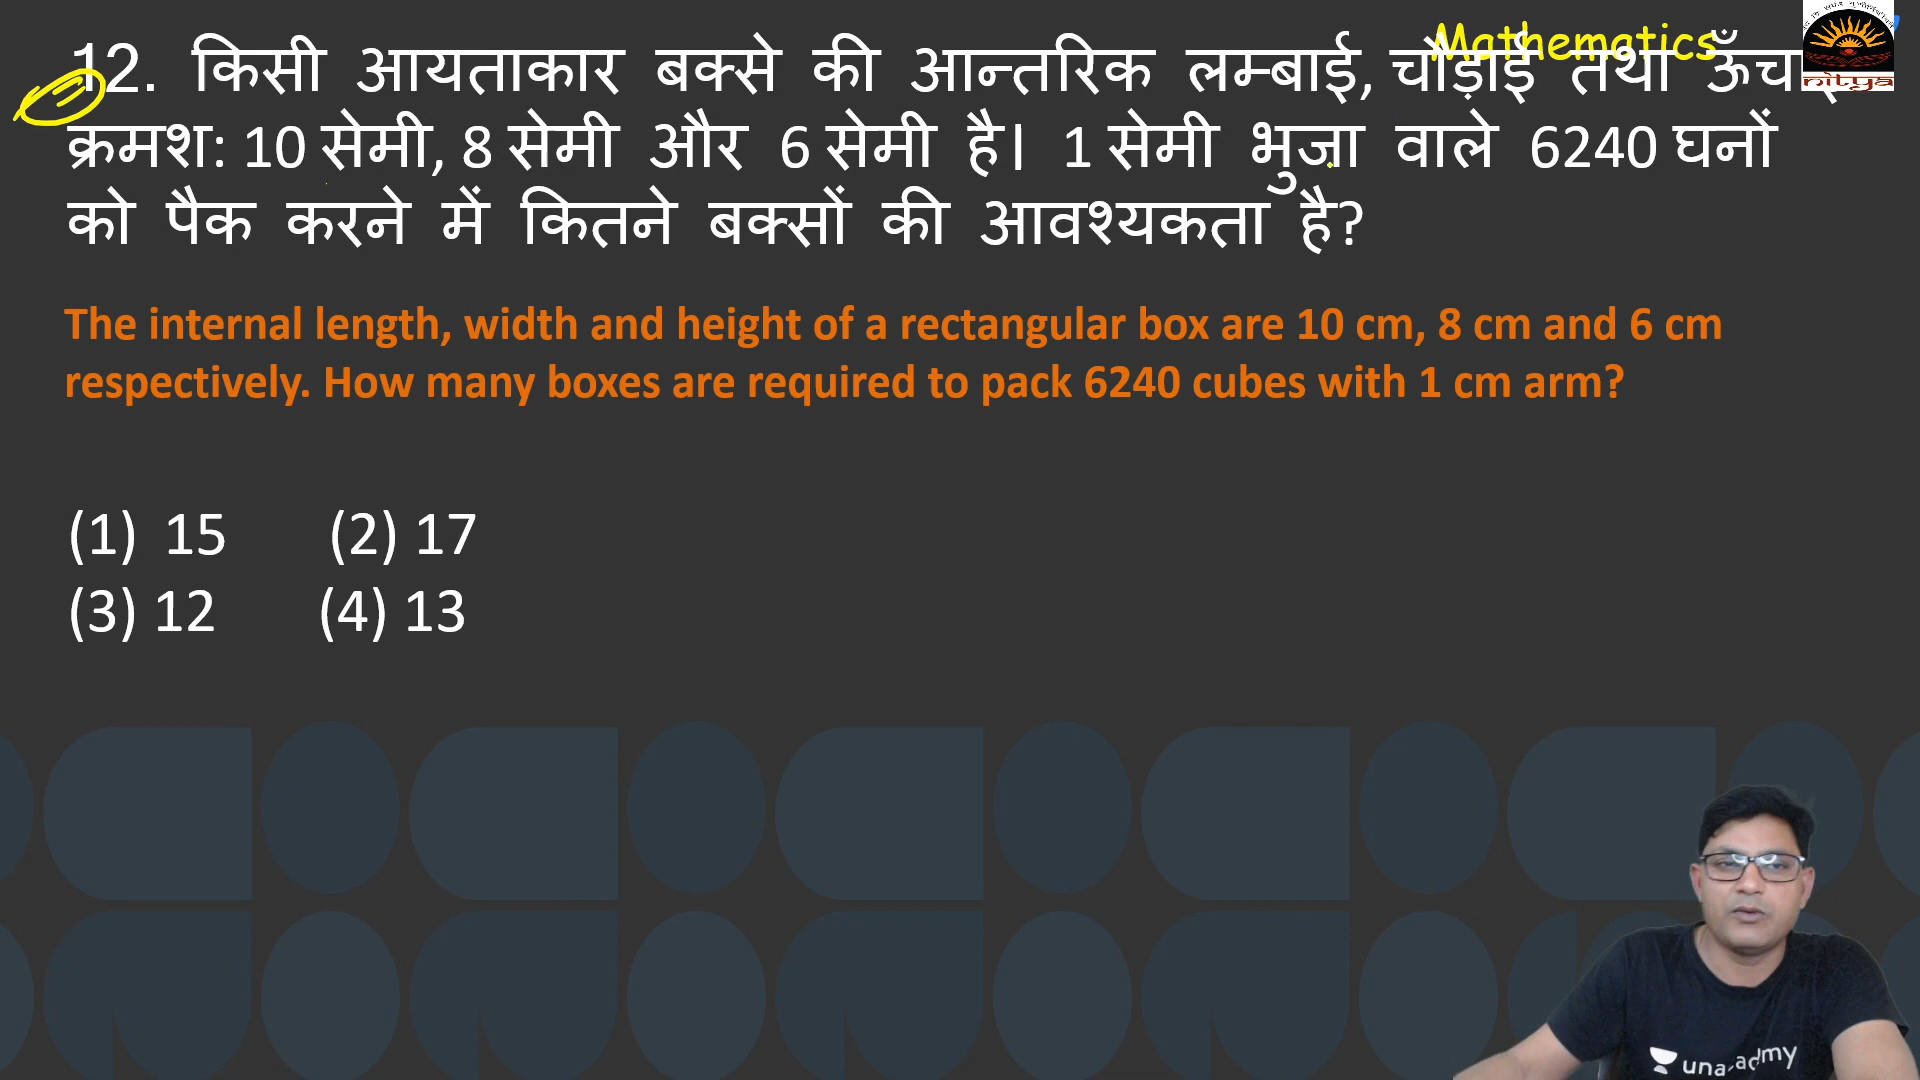 Mathematics
12. किसी आयताकार बक्से की आन्तरिक लम्बाई, चौड़ाई तथा
क्रमश: 10 सेमी, 8 सेमी और 6 सेमी है। 1 सेमी भुजा वाले 6240 घनों
को पैक करने में कितने बक्सों की आवश्यकता है?
The internal length, width and height of a rectangular box are 10 cm, 8 cm and 6 cm
respectively. How many boxes are required to pack 6240 cubes with 1 cm arm?
(1) 15 (2) 17
(3) 12 (4) 13
nitya
unacademy